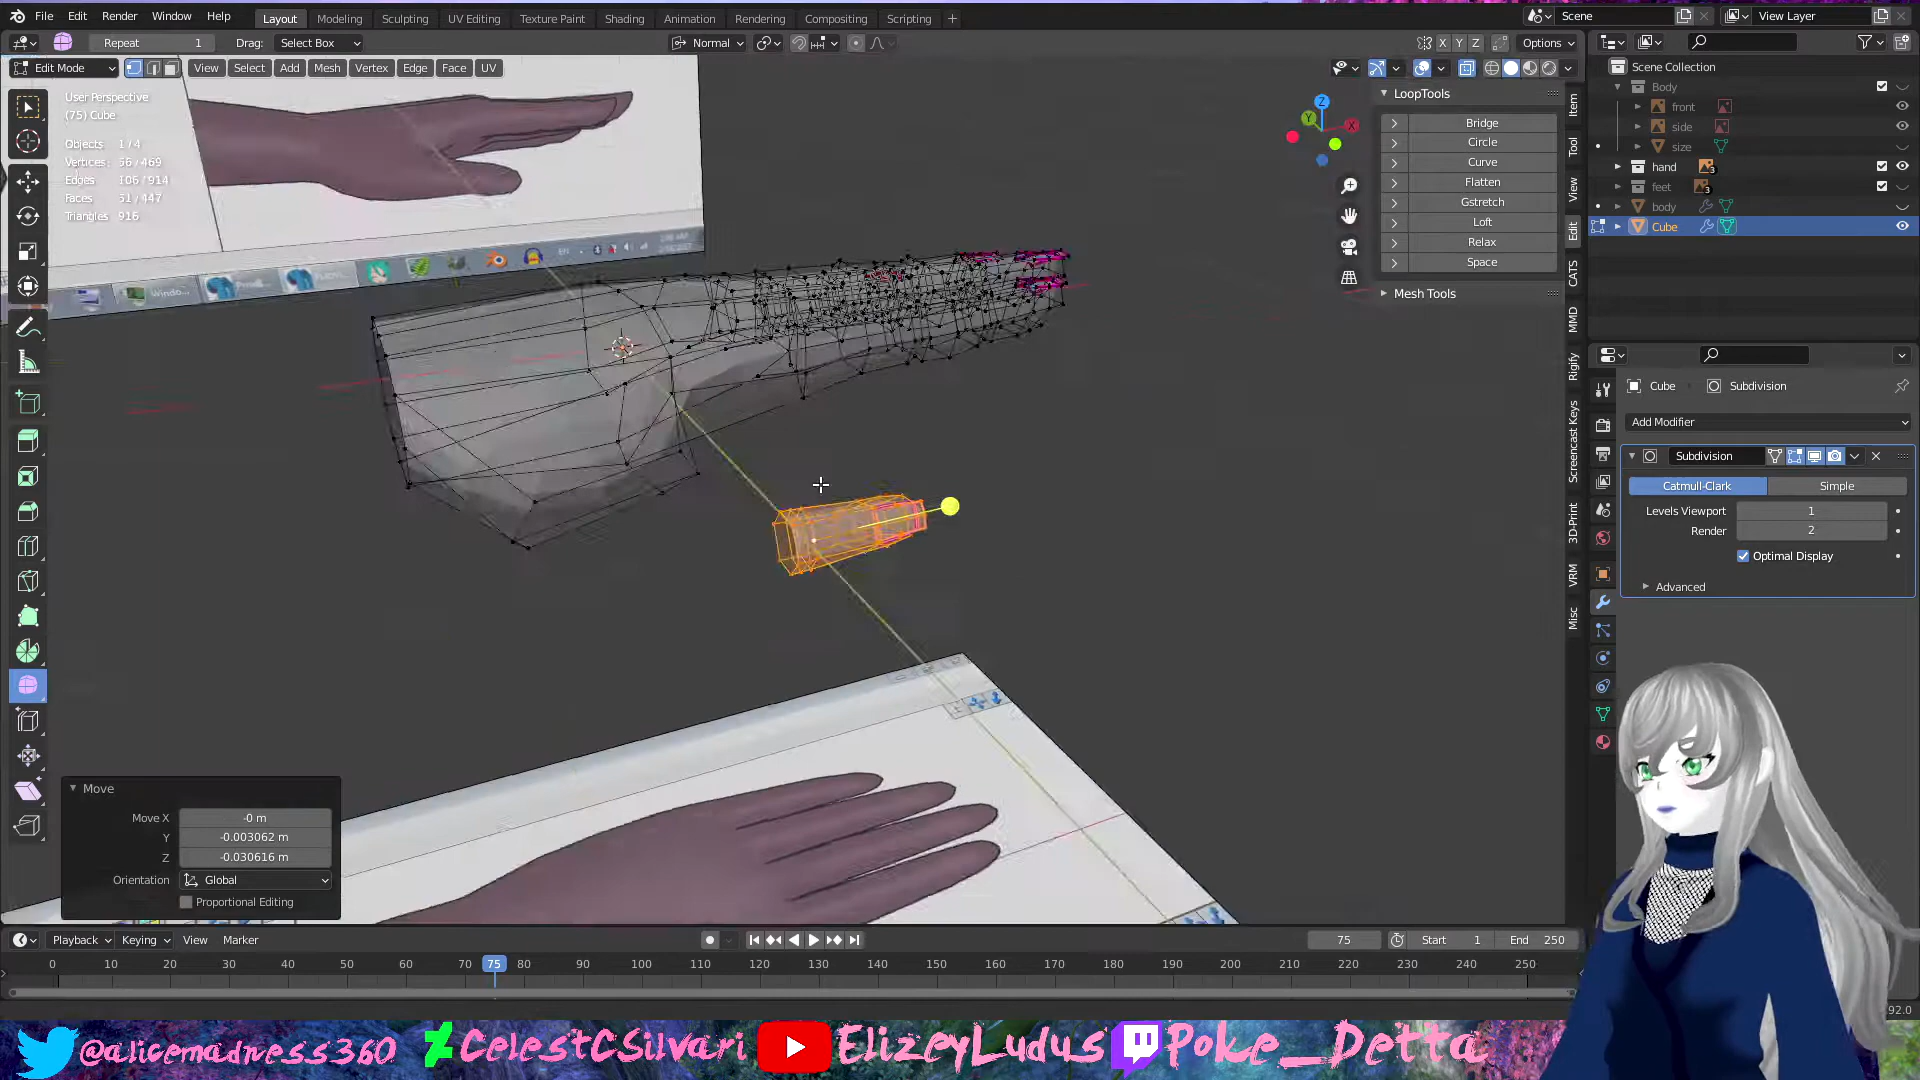 File Edit Render Window Help Layout Modeling Sculpting UV Editing Texture Paint Shading Animation Rendering Compositing Scripting + Scene View Layer
Repeat 1 Drag: Select Box Normal X Y Z Options
Edit Mode View Select Add Mesh Vertex Edge Face UV
User Perspective
(75) Cube
Objects 1/4
Vertices 56/469
Edges 106/914
Faces 51/447
Triangles 916
Z
Y
X
LoopTools
Bridge
Circle
Curve
Flatten
Gstretch
Loft
Relax
Space
Mesh Tools
Item
Tool
View
Edit
CATS
MMD
Rigify
Screencast Keys
3D-Print
VRM
Misc
Scene Collection
Body
front
side
size
hand
3
feet
3
body
Cube
Cube Subdivision
Add Modifier
Subdivision
Catmull-Clark Simple
Levels Viewport 1
Render 2
Optimal Display
Advanced
Move
Move X -0 m
Y -0.003062 m
Z -0.030616 m
Orientation Global
Proportional Editing
Playback Keying View Marker 75 Start 1 End 250
0 10 20 30 40 50 60 70 75 80 90 100 110 120 130 140 150 160 170 180 190 200 210 220 230 240 250
@alicemadness360 CelestCSilvari ElizeyLudus Poke__Detta